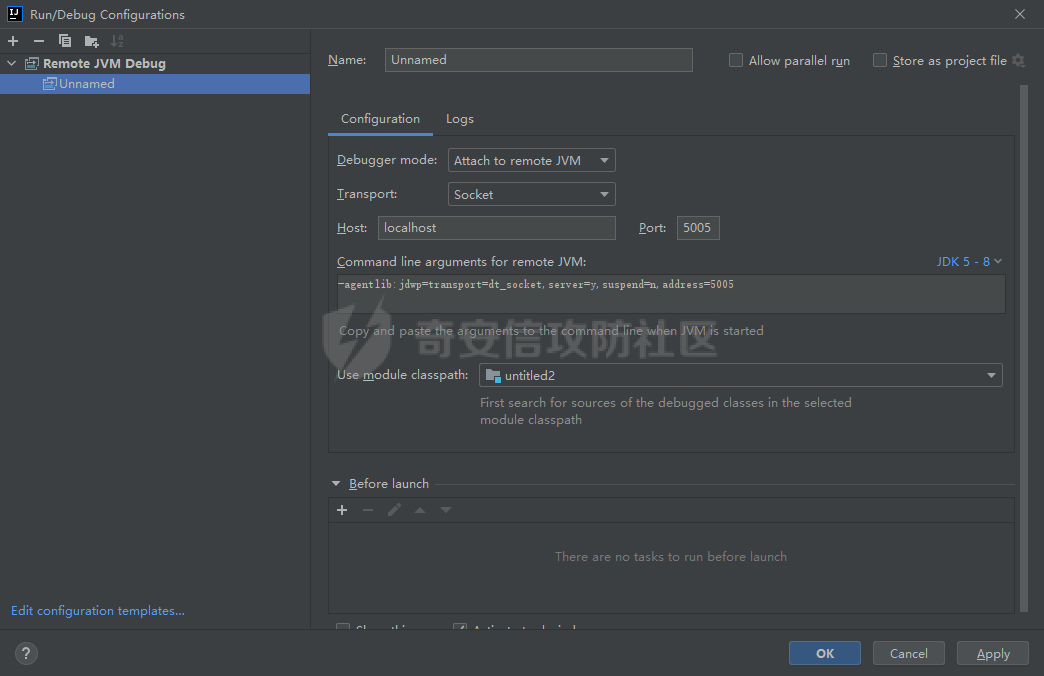 Run/Debug Configurations
Remote JVM Debug
Unnamed
Name: Unnamed
Allow parallel run
Store as project file
Configuration Logs
Debugger mode: Attach to remote JVM
Transport: Socket
Host: localhost Port: 5005
Command line arguments for remote JVM: JDK 5 - 8
-agentlib:jdwp=transport=dt_socket,server=y,suspend=n,address=5005
Copy and paste the arguments to the command line when JVM is started
奇安信攻防社区
Use module classpath: untitled2
First search for sources of the debugged classes in the selected
module classpath
Before launch
There are no tasks to run before launch
Edit configuration templates...
? OK Cancel Apply